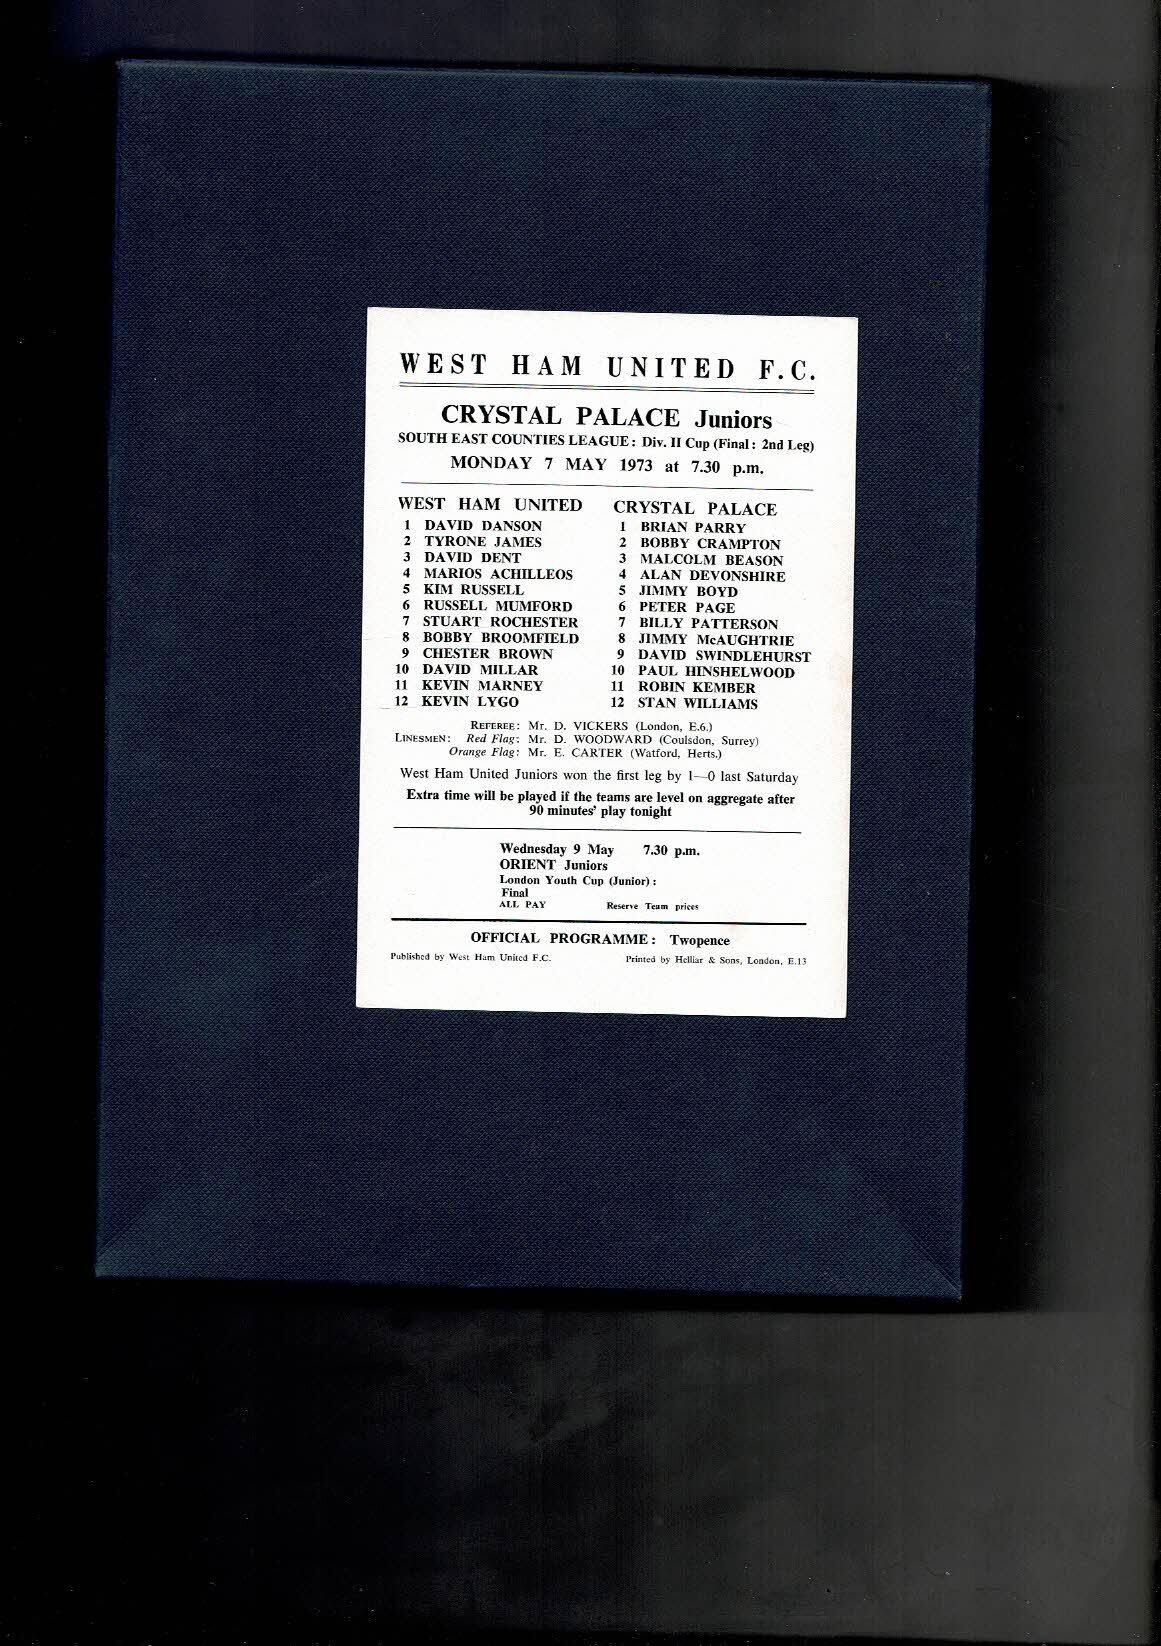 WEST HAM UNITED F.C.
CRYSTAL PALACE Juniors
SOUTH EAST COUNTIES LEAGUE: Div. II Cup (Final: 2nd Leg)
MONDAY 7 MAY 1973 at 7.30 p.m.
WEST HAM UNITED CRYSTAL PALACE
1 DAVID DANSON 1 BRIAN PARRY
2 TYRONE JAMES 2 BOBBY CRAMPTON
3 DAVID DENT 3 MALCOLM BEASON
4 MARIOS ACHILLEOS 4 ALAN DEVONSHIRE
5 KIM RUSSELL 5 JIMMY BOYD
6 RUSSELL MUMFORD 6 PETER PAGE
7 STUART ROCHESTER 7 BILLY PATTERSON
8 BOBBY BROOMFIELD 8 JIMMY McAUGHTRIE
9 CHESTER BROWN 9 DAVID SWINDLEHURST
10 DAVID MILLAR 10 PAUL HINSHELWOOD
11 KEVIN MARNEY 11 ROBIN KEMBER
12 KEVIN LYGO 12 STAN WILLIAMS
REFEREE: Mr. D. VICKERS (London, E.6.)
LINESMEN: Red Flag: Mr. D. WOODWARD (Coulsdon, Surrey)
Orange Flag: Mr. E. CARTER (Watford, Herts.)
West Ham United Juniors won the first leg by 1—0 last Saturday
Extra time will be played if the teams are level on aggregate after
90 minutes' play tonight
Wednesday 9 May 7.30 p.m.
ORIENT Juniors
London Youth Cup (Junior):
Final
ALL PAY Reserve Team prices
OFFICIAL PROGRAMME: Twopence
Published by West Ham United F.C. Printed by Helliar & Sons, London, E.13